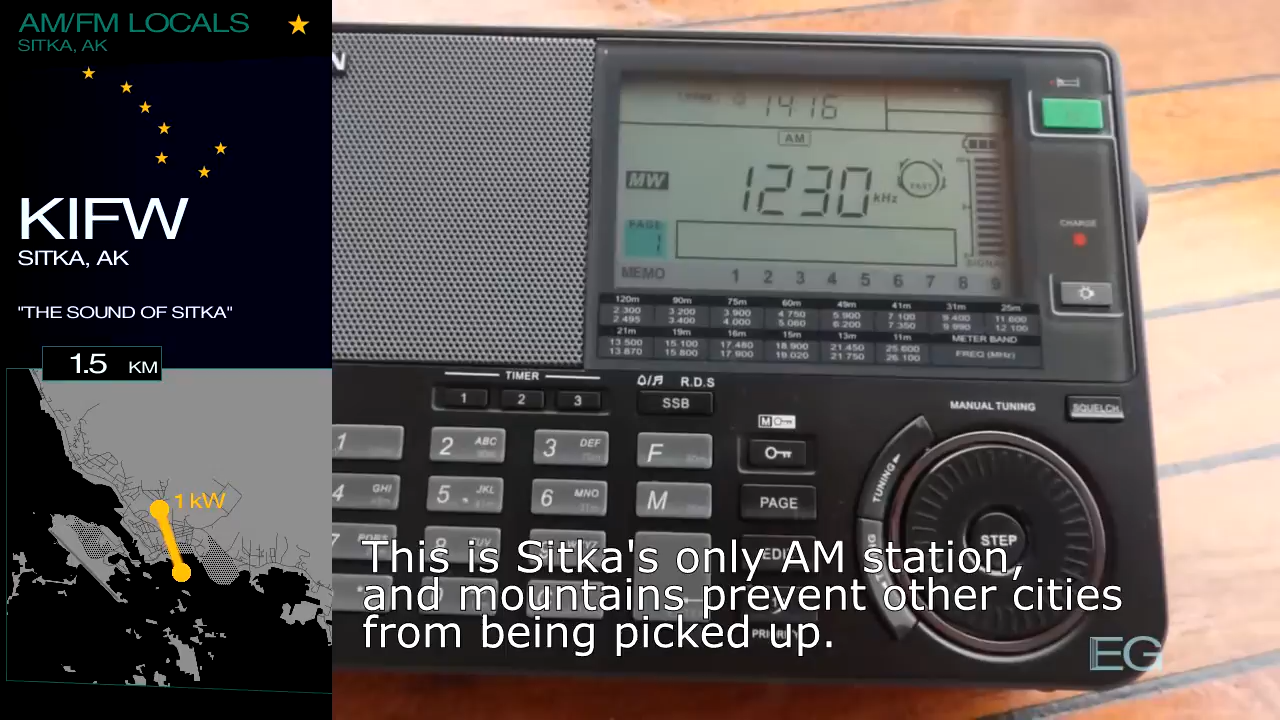 AM/FM LOCALS
SITKA, AK
KIFW
SITKA, AK
"THE SOUND OF SITKA"
1.5 KM
1 kW
N
1416
AM
MW
1230 kHz
FAST
PAGE
1
MEMO 1 2 3 4 5 6 7 8 9
SIGNAL
CHARGE
120m 90m 75m 60m 49m 41m 31m 25m
2.300 3.200 3.900 4.750 5.900 7.100 9.400 11.600
2.495 3.400 4.000 5.060 6.200 7.350 9.990 12.100
21m 19m 16m 15m 13m 11m METER BAND
13.500 15.100 17.480 18.900 21.450 25.600 FREQ (MHz)
13.870 15.800 17.900 19.020 21.750 26.100
TIMER
1 2 3
R.D.S
SSB
MANUAL TUNING
SQUELCH
M
1
2 ABC
3 DEF
F
4 GHI
5 JKL
6 MNO
M
PAGE
TUNING
STEP
7 PQRS
8 TUV
This is Sitka's only AM station,
and mountains prevent other cities
from being picked up.
EG